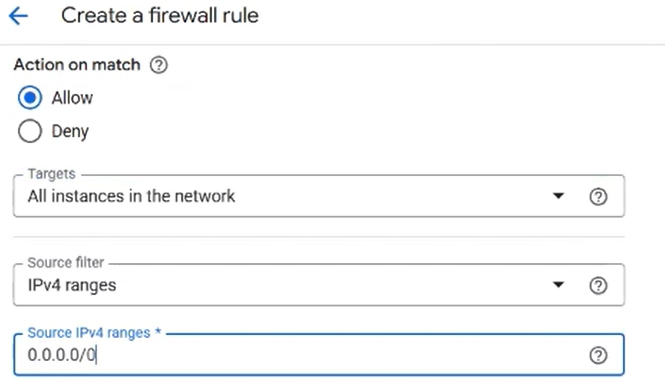 Create a firewall rule
Action on match
Allow
Deny
Targets
All instances in the network
Source filter
IPv4 ranges
Source IPv4 ranges *
0.0.0.0/0